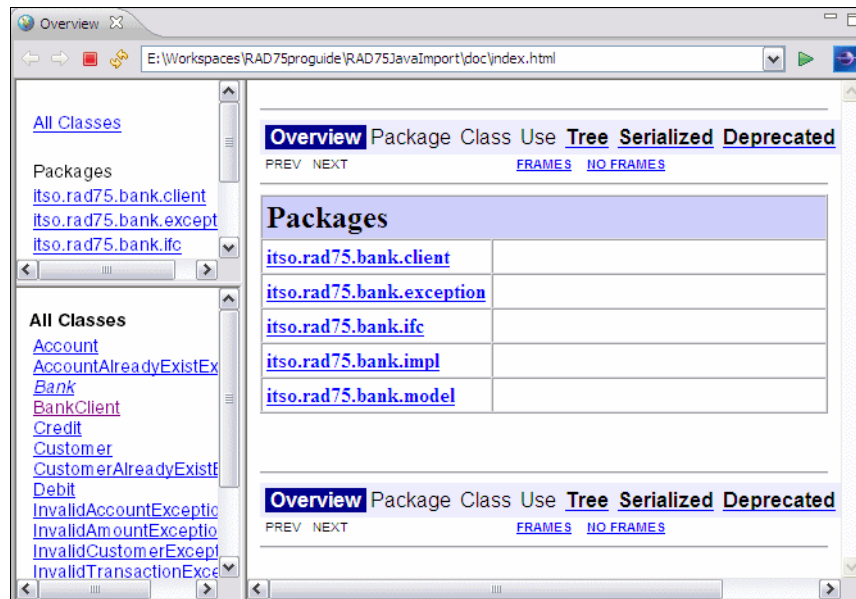 Overview
E:\Workspaces\RAD75proguide\RAD75JavaImport\doc\index.html
All Classes
Packages
itso.rad75.bank.client
itso.rad75.bank.except
itso.rad75.bank.ifc
All Classes
Account
AccountAlreadyExistEx
Bank
BankClient
Credit
Customer
CustomerAlreadyExistE
Debit
InvalidAccountExceptio
InvalidAmountExceptio
InvalidCustomerExcept
InvalidTransactionExce
Overview Package Class Use Tree Serialized Deprecated
PREV NEXT FRAMES NO FRAMES
Packages
itso.rad75.bank.client
itso.rad75.bank.exception
itso.rad75.bank.ifc
itso.rad75.bank.impl
itso.rad75.bank.model
Overview Package Class Use Tree Serialized Deprecated
PREV NEXT FRAMES NO FRAMES